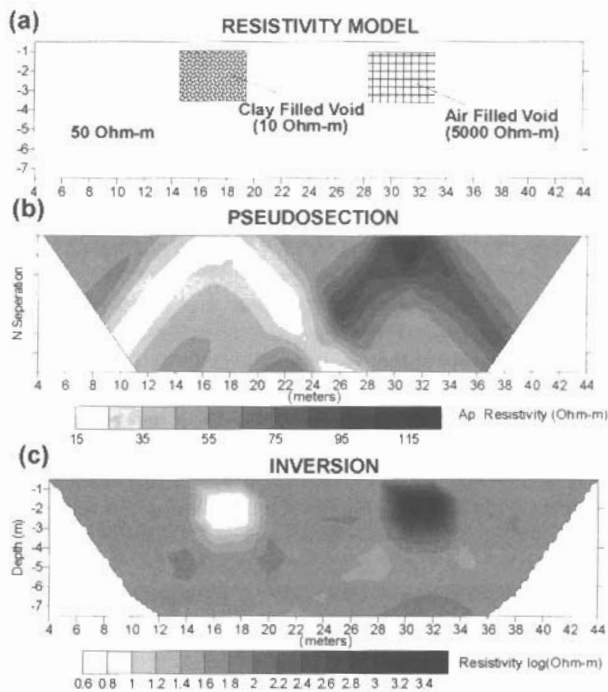 (a)
RESISTIVITY MODEL
-1
-2
-3
-4
-5
-6
-7
Clay Filled Void
(10 Ohm-m)
Air Filled Void
(5000 Ohm-m)
50 Ohm-m
4 6 8 10 12 14 16 18 20 22 24 26 28 30 32 34 36 38 40 42 44
(b)
PSEUDOSECTION
N Seperation
4 6 8 10 12 14 16 18 20 22 24 26 28 30 32 34 36 38 40 42 44
(meters)
15 35 55 75 95 115
Ap Resistivity (Ohm-m)
(c)
INVERSION
Depth (m)
-1
-2
-3
-4
-5
-6
-7
4 6 8 10 12 14 16 18 20 22 24 26 28 30 32 34 36 38 40 42 44
(meters)
0.6 0.8 1 1.2 1.4 1.6 1.8 2 2.2 2.4 2.6 2.8 3 3.2 3.4
Resistivity log(Ohm-m)